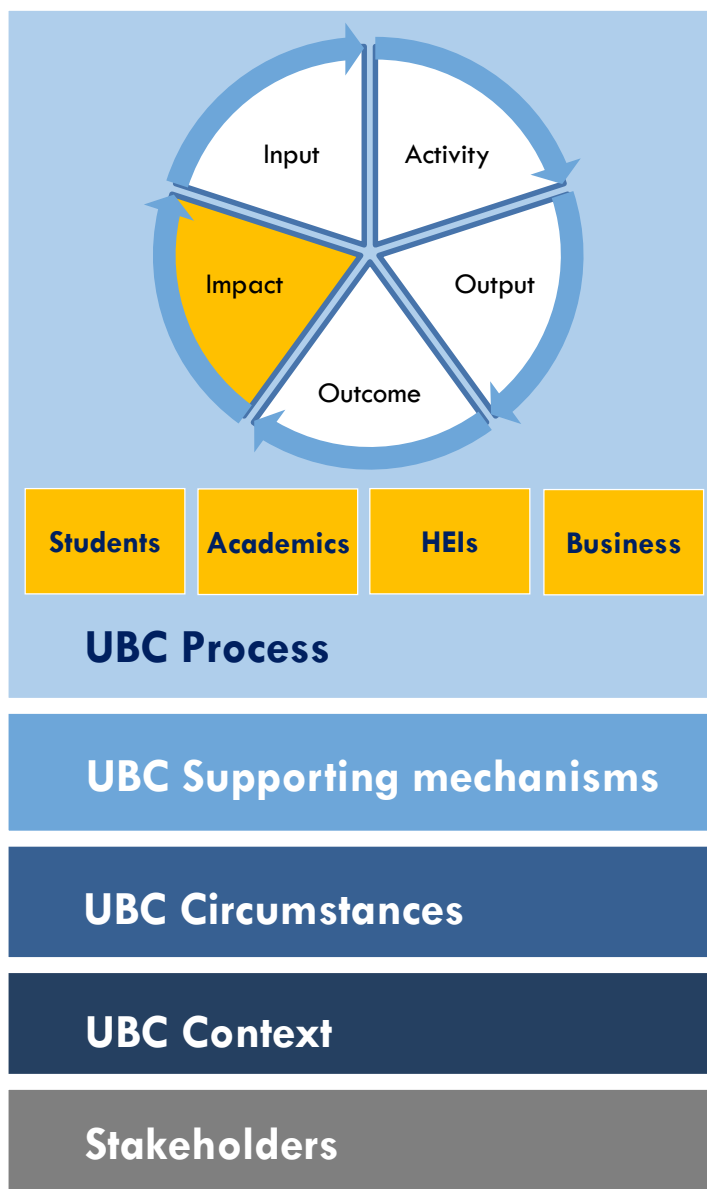 Input
Activity
Impact
Output
Outcome
Students
Academics
HEIs
Business
UBC Process
UBC Supporting mechanisms
UBC Circumstances
UBC Context
Stakeholders